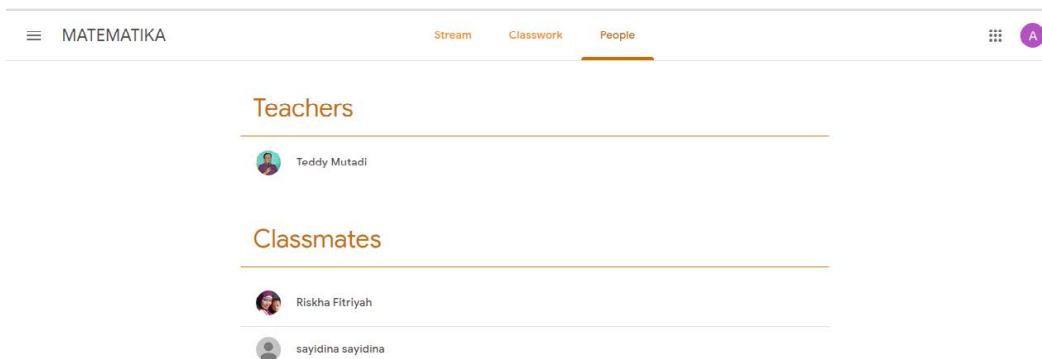 MATEMATIKA
Stream Classwork People
A
Teachers
Teddy Mutadi
Classmates
Riskha Fitriyah
sayidina sayidina